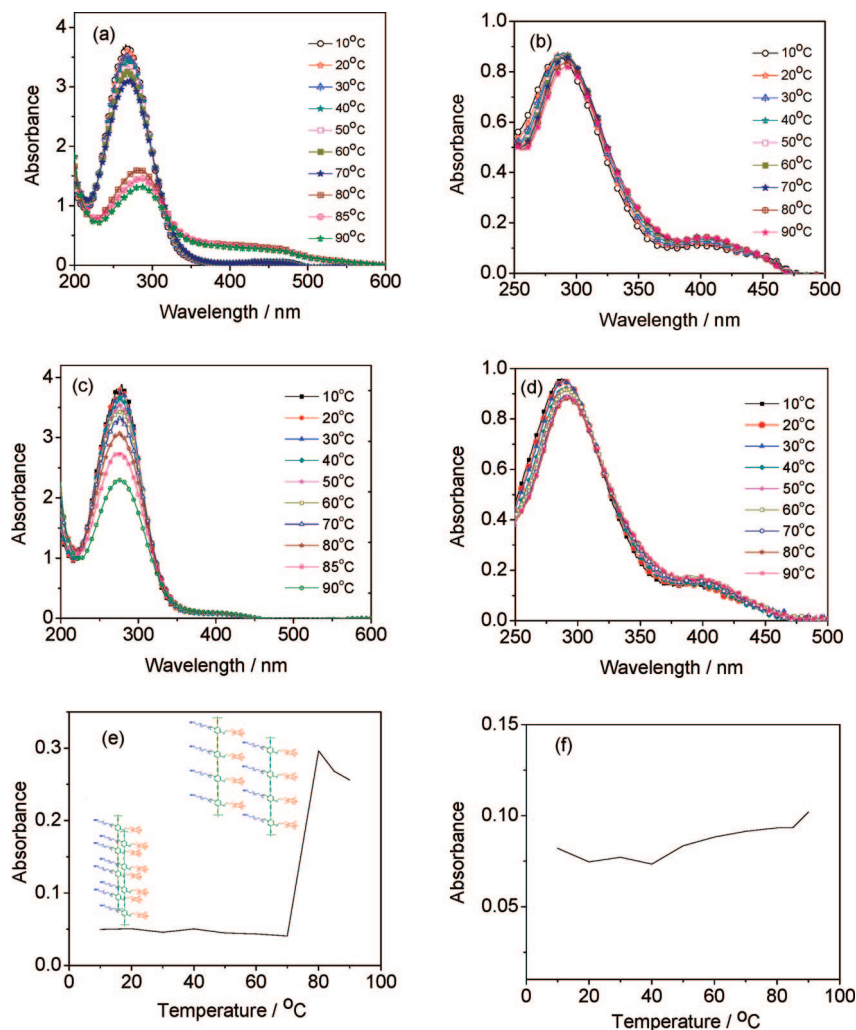 (a)
10°C
20°C
30°C
40°C
50°C
60°C
70°C
80°C
85°C
90°C
4
3
2
1
0
200 300 400 500 600
Absorbance
Wavelength / nm
(b)
10°C
20°C
30°C
40°C
50°C
60°C
70°C
80°C
90°C
1.0
0.8
0.6
0.4
0.2
0.0
250 300 350 400 450 500
Absorbance
Wavelength / nm
(c)
10°C
20°C
30°C
40°C
50°C
60°C
70°C
80°C
85°C
90°C
4
3
2
1
0
200 300 400 500 600
Absorbance
Wavelength / nm
(d)
10°C
20°C
30°C
40°C
50°C
60°C
70°C
80°C
90°C
1.0
0.8
0.6
0.4
0.2
0.0
250 300 350 400 450 500
Absorbance
Wavelength / nm
(e)
0.3
0.2
0.1
0.0
0 20 40 60 80 100
Absorbance
Temperature / °C
(f)
0.15
0.10
0.05
0 20 40 60 80 100
Absorbance
Temperature / °C